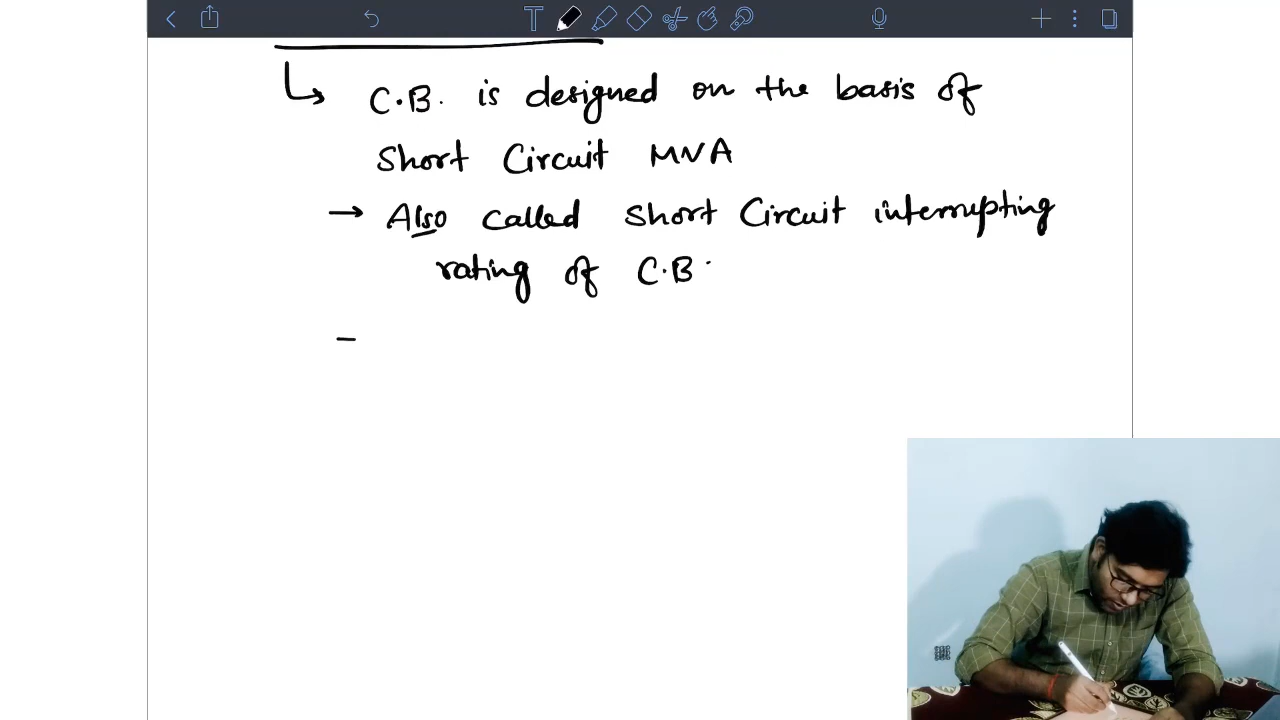 C.B. is designed on the basis of
Short Circuit MVA
→ Also called Short Circuit interrupting
rating of C.B.